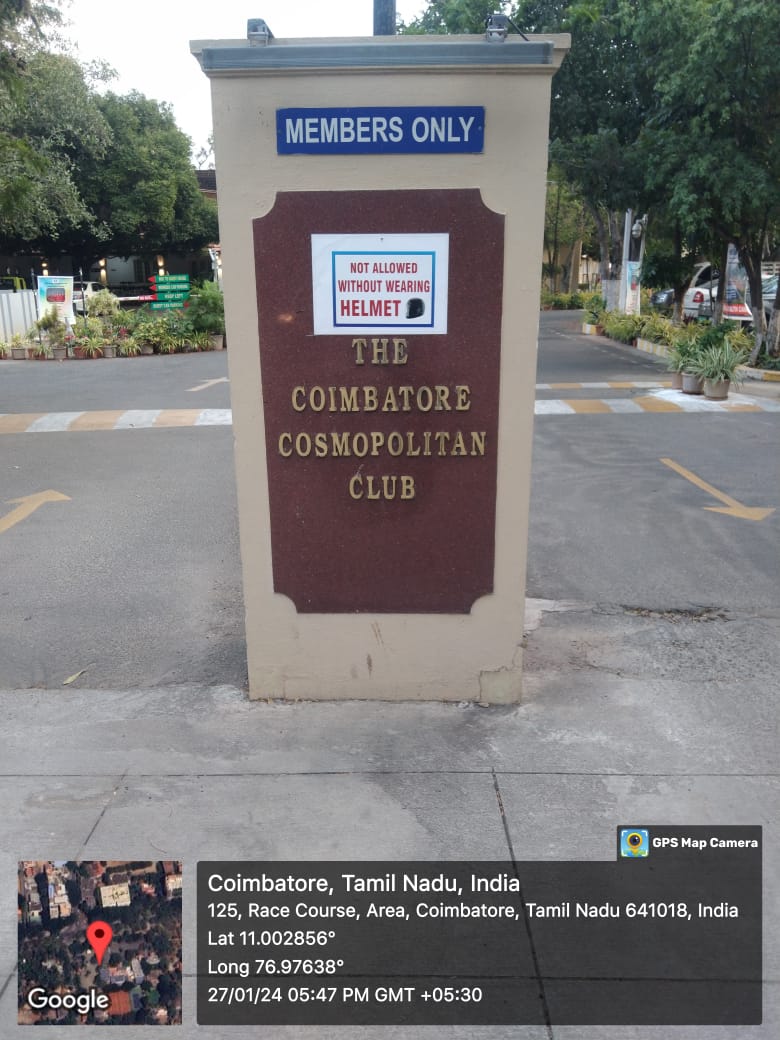 MEMBERS ONLY
NOT ALLOWED
WITHOUT WEARING
HELMET
THE
COIMBATORE
COSMOPOLITAN
CLUB
KEEP LEFT
GPS Map Camera
Coimbatore, Tamil Nadu, India
125, Race Course, Area, Coimbatore, Tamil Nadu 641018, India
Lat 11.002856°
Long 76.97638°
27/01/24 05:47 PM GMT +05:30
Google